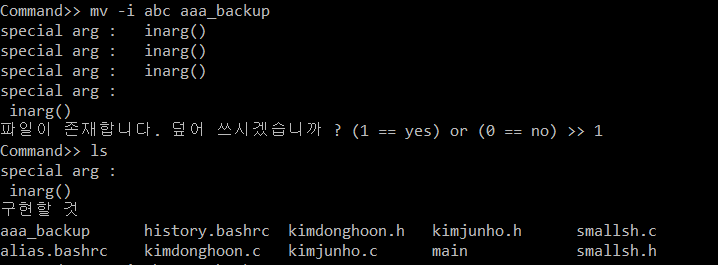 Command>> mv -i abc aaa_backup
special arg :   inarg()
special arg :   inarg()
special arg :   inarg()
special arg :
 inarg()
파일이 존재합니다. 덮어 쓰시겠습니까 ? (1 == yes) or (0 == no) >> 1
Command>> ls
special arg :
 inarg()
구현할 것
aaa_backup      history.bashrc  kimdonghoon.h   kimjunho.h      smallsh.c
alias.bashrc    kimdonghoon.c   kimjunho.c      main            smallsh.h